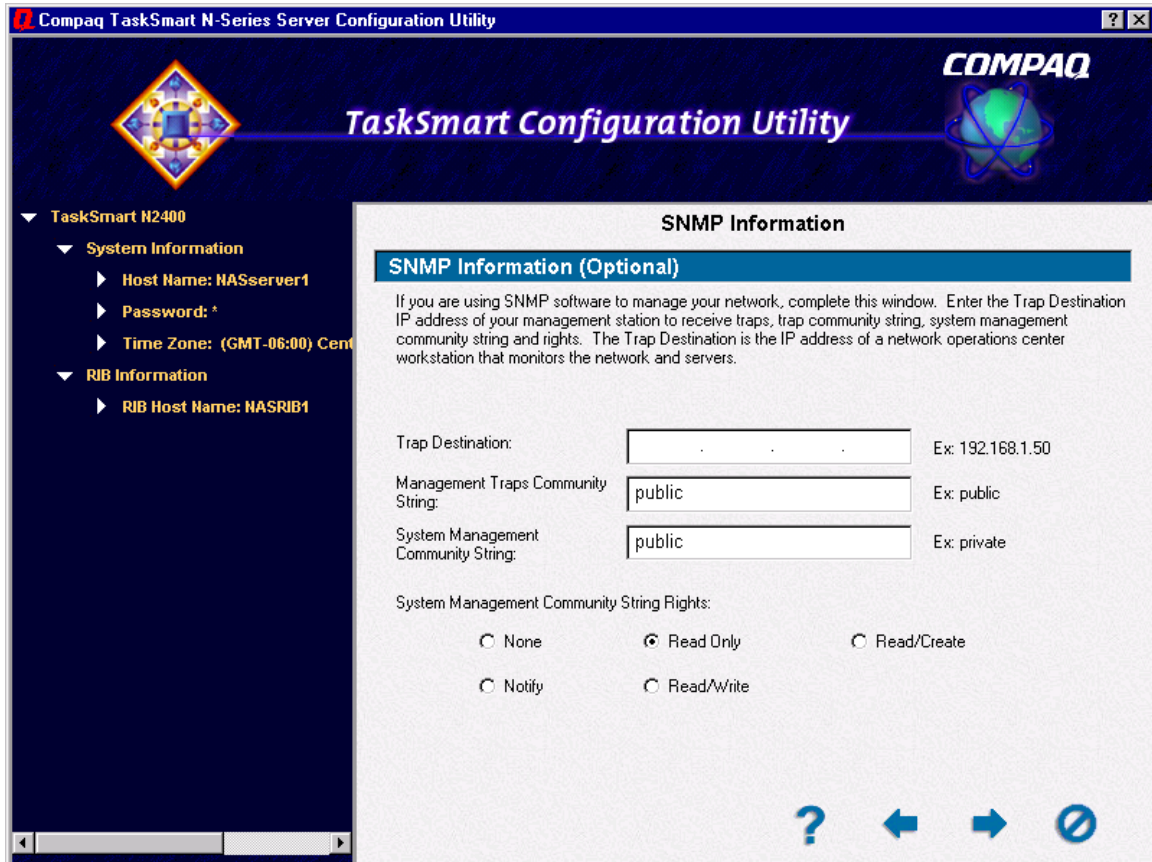 Compaq TaskSmart N-Series Server Configuration Utility
COMPAQ
TaskSmart Configuration Utility
TaskSmart N2400
System Information
Host Name: NASserver1
Password: *
Time Zone: (GMT-06:00) Cent
RIB Information
RIB Host Name: NASRIB1
SNMP Information
SNMP Information (Optional)
If you are using SNMP software to manage your network, complete this window. Enter the Trap Destination
IP address of your management station to receive traps, trap community string, system management
community string and rights. The Trap Destination is the IP address of a network operations center
workstation that monitors the network and servers.
Trap Destination:
. . .
Ex: 192.168.1.50
Management Traps Community
String:
public
Ex: public
System Management
Community String:
public
Ex: private
System Management Community String Rights:
None
Read Only
Read/Create
Notify
Read/Write